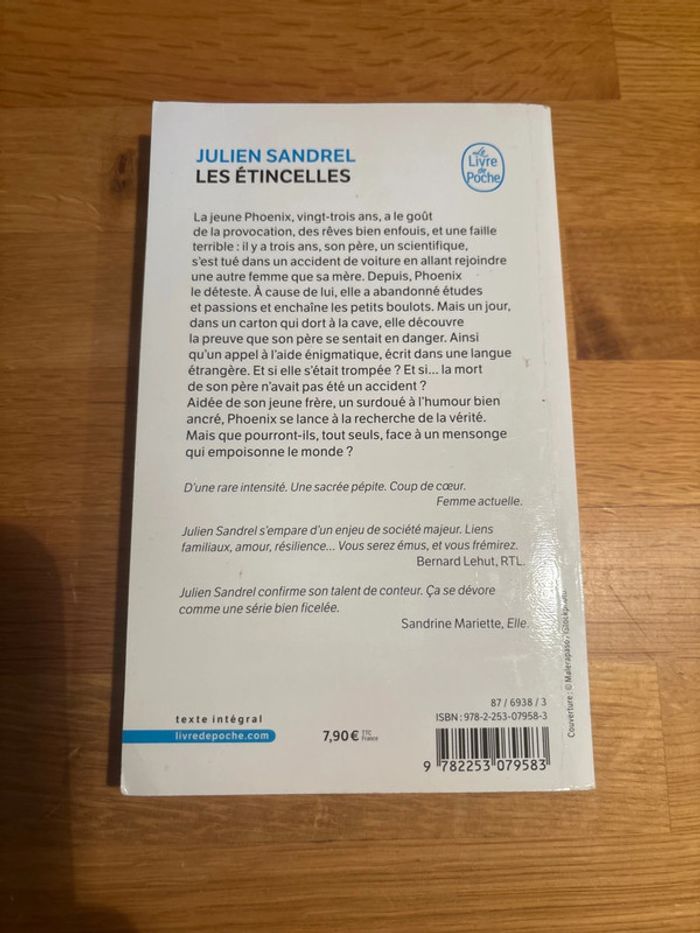 JULIEN SANDREL
LES ÉTINCELLES
Le
Livre
de
Poche
La jeune Phoenix, vingt-trois ans, a le goût
de la provocation, des rêves bien enfouis, et une faille
terrible : il y a trois ans, son père, un scientifique,
s'est tué dans un accident de voiture en allant rejoindre
une autre femme que sa mère. Depuis, Phoenix
le déteste. À cause de lui, elle a abandonné études
et passions et enchaîne les petits boulots. Mais un jour,
dans un carton qui dort à la cave, elle découvre
la preuve que son père se sentait en danger. Ainsi
qu'un appel à l'aide énigmatique, écrit dans une langue
étrangère. Et si elle s'était trompée ? Et si... la mort
de son père n'avait pas été un accident ?
Aidée de son jeune frère, un surdoué à l'humour bien
ancré, Phoenix se lance à la recherche de la vérité.
Mais que pourront-ils, tout seuls, face à un mensonge
qui empoisonne le monde ?
D'une rare intensité. Une sacrée pépite. Coup de cœur.
Femme actuelle.
Julien Sandrel s'empare d'un enjeu de société majeur. Liens
familiaux, amour, résilience... Vous serez émus, et vous frémirez.
Bernard Lehut, RTL.
Julien Sandrel confirme son talent de conteur. Ça se dévore
comme une série bien ficelée.
Sandrine Mariette, Elle.
Couverture : © Malerapaso / iStockphoto.
87 / 6938 / 3
ISBN : 978-2-253-07958-3
texte intégral
livredepoche.com
7,90 € TTC
France
9 782253 079583